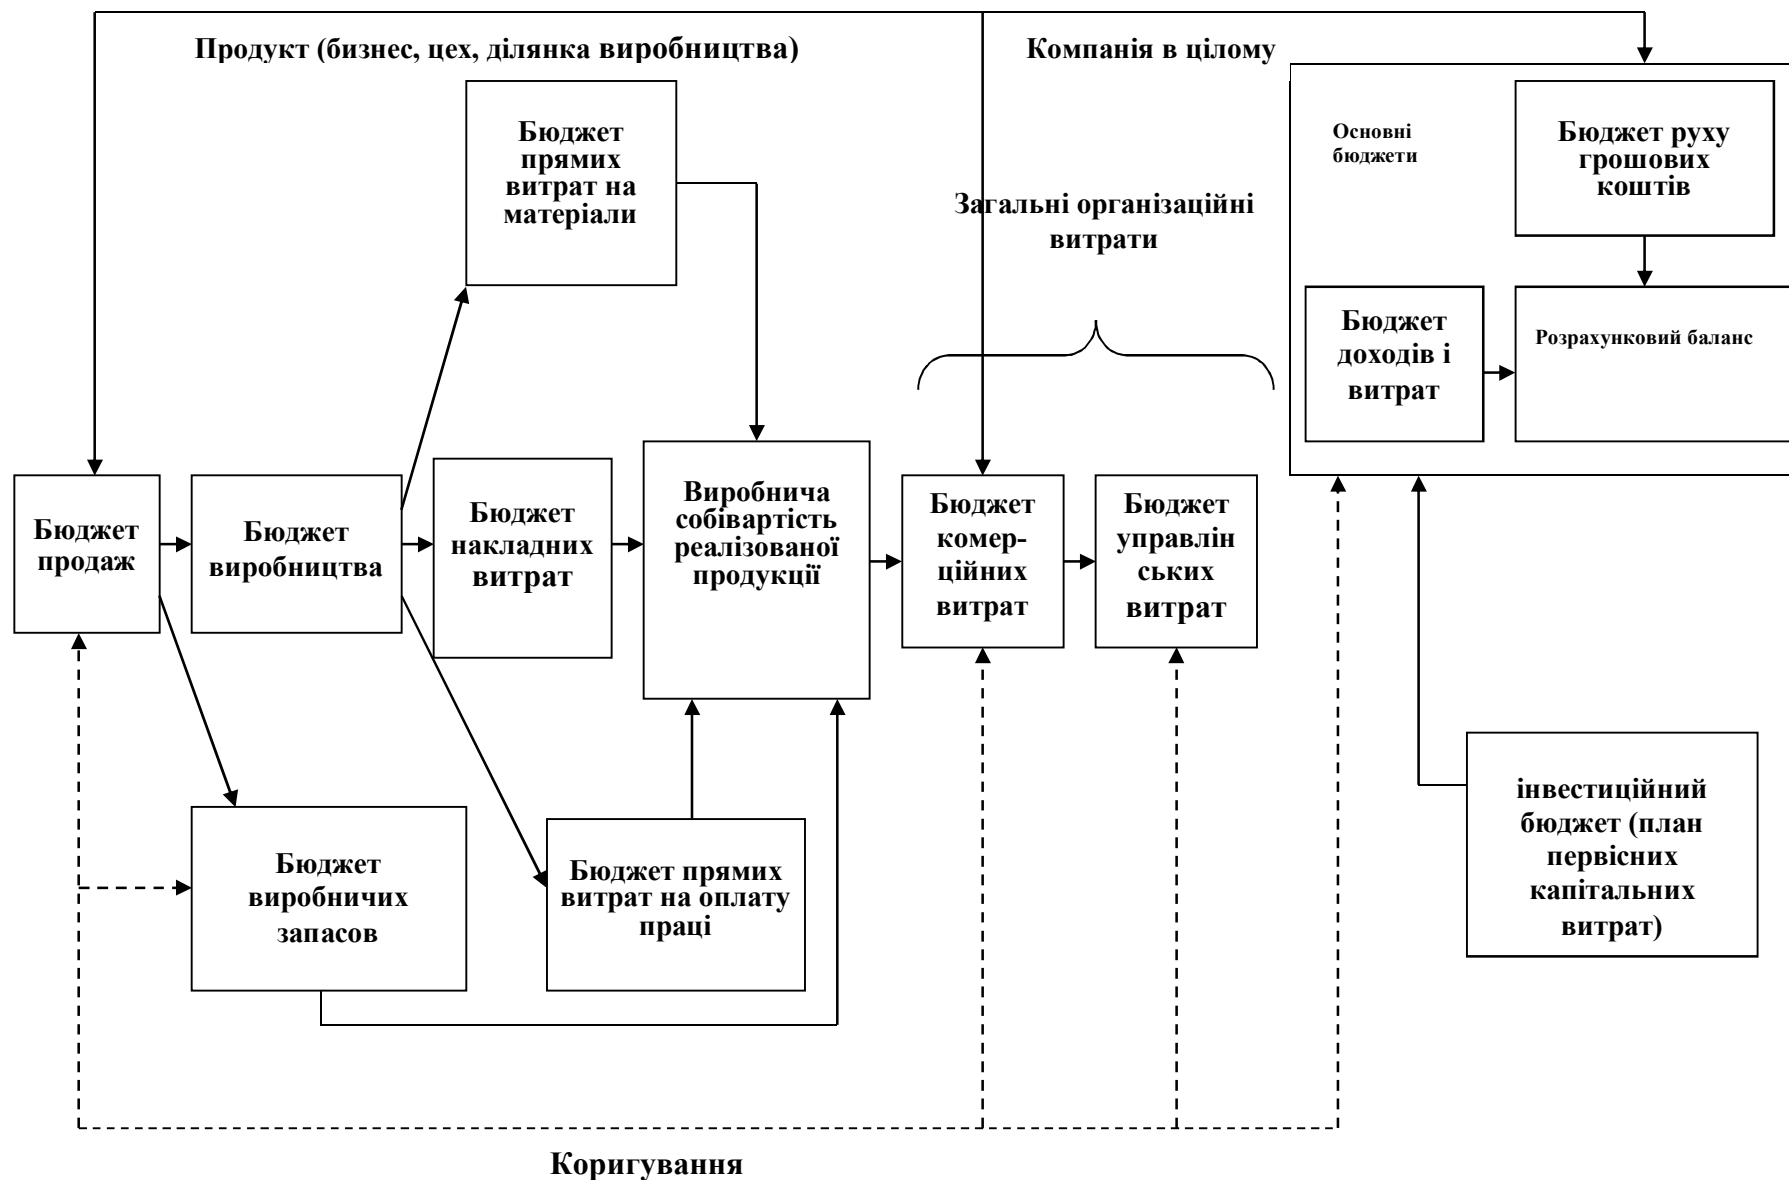 Продукт (бизнес, цех, ділянка виробництва)
Компанія в цілому
Бюджет
прямих
витрат на
матеріали
Основні
бюджети
Бюджет руху
грошових
коштів
Загальні організаційні
витрати
Бюджет
доходів і
витрат
Розрахунковий баланс
Бюджет
продаж
Бюджет
виробництва
Бюджет
накладних
витрат
Виробнича
собівартість
реалізованої
продукції
Бюджет
комер-
ційних
витрат
Бюджет
управлін
ських
витрат
Бюджет
виробничих
запасов
Бюджет прямих
витрат на оплату
праці
інвестиційний
бюджет (план
первісних
капітальних
витрат)
Коригування